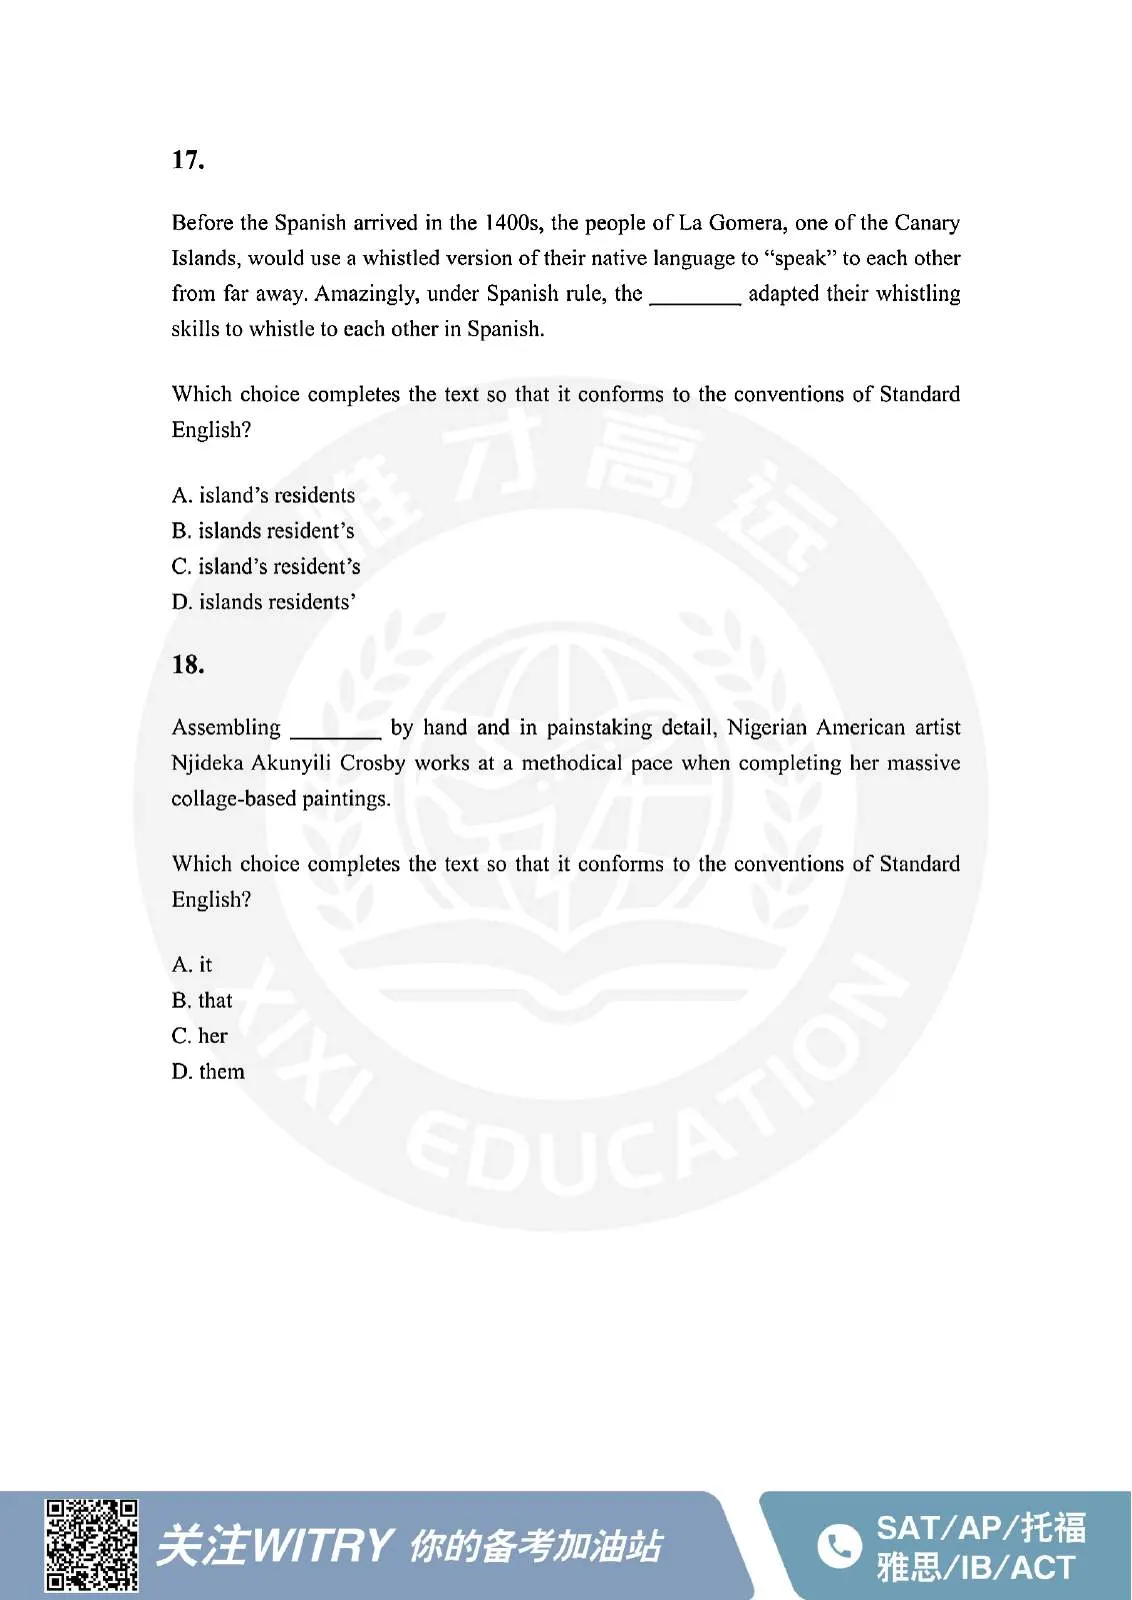 17.
Before the Spanish arrived in the 1400s, the people of La Gomera, one of the Canary
Islands, would use a whistled version of their native language to “speak” to each other
from far away. Amazingly, under Spanish rule, the ________ adapted their whistling
skills to whistle to each other in Spanish.
Which choice completes the text so that it conforms to the conventions of Standard
English?
A. island’s residents
B. islands resident’s
C. island’s resident’s
D. islands residents’
18.
Assembling ________ by hand and in painstaking detail, Nigerian American artist
Njideka Akunyili Crosby works at a methodical pace when completing her massive
collage-based paintings.
Which choice completes the text so that it conforms to the conventions of Standard
English?
A. it
B. that
C. her
D. them
惟才高远
XIXI EDUCATION
关注WITRY 你的备考加油站
SAT/AP/托福
雅思/IB/ACT